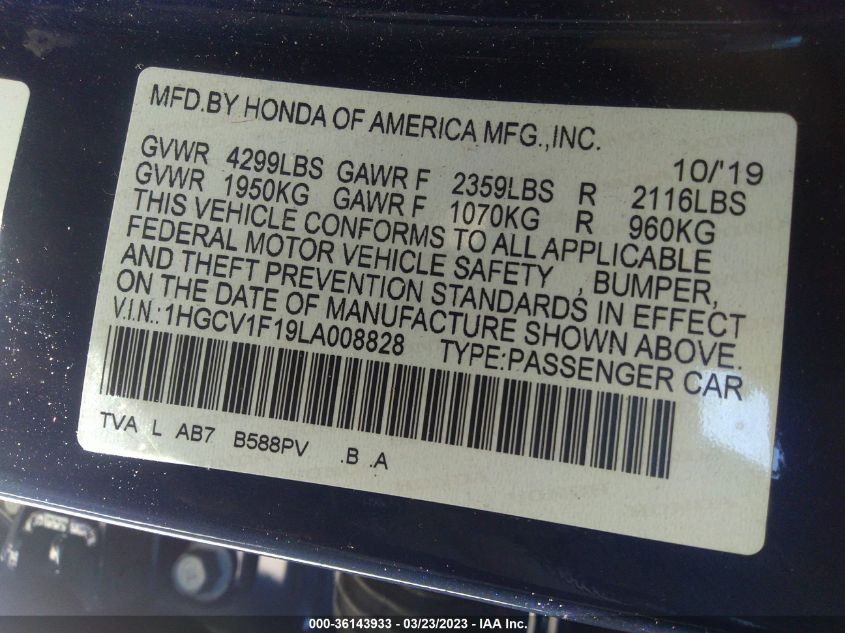 MFD.BY HONDA OF AMERICA MFG.,INC.
10/'19
GVWR 4299LBS GAWR F 2359LBS R 2116LBS
GVWR 1950KG GAWR F 1070KG R 960KG
THIS VEHICLE CONFORMS TO ALL APPLICABLE
FEDERAL MOTOR VEHICLE SAFETY , BUMPER,
AND THEFT PREVENTION STANDARDS IN EFFECT
ON THE DATE OF MANUFACTURE SHOWN ABOVE.
V.I.N.: 1HGCV1F19LA008828 TYPE:PASSENGER CAR
TVA L AB7 B588PV .B .A
000-36143933 - 03/23/2023 - IAA Inc.